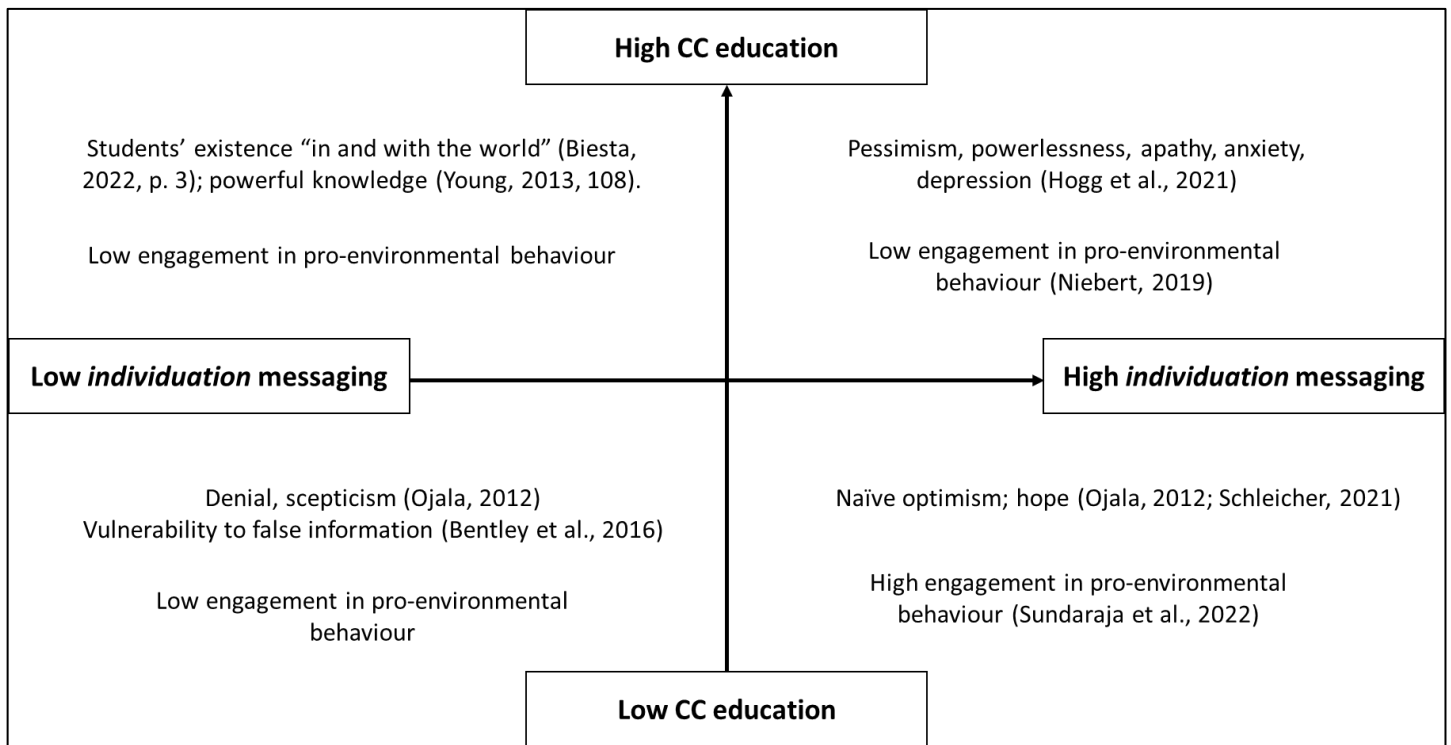 High CC education
Students’ existence “in and with the world” (Biesta,
2022, p. 3); powerful knowledge (Young, 2013, 108).
Low engagement in pro-environmental behaviour
Pessimism, powerlessness, apathy, anxiety,
depression (Hogg et al., 2021)
Low engagement in pro-environmental
behaviour (Niebert, 2019)
Low individuation messaging
High individuation messaging
Denial, scepticism (Ojala, 2012)
Vulnerability to false information (Bentley et al., 2016)
Low engagement in pro-environmental
behaviour
Naïve optimism; hope (Ojala, 2012; Schleicher, 2021)
High engagement in pro-environmental
behaviour (Sundaraja et al., 2022)
Low CC education